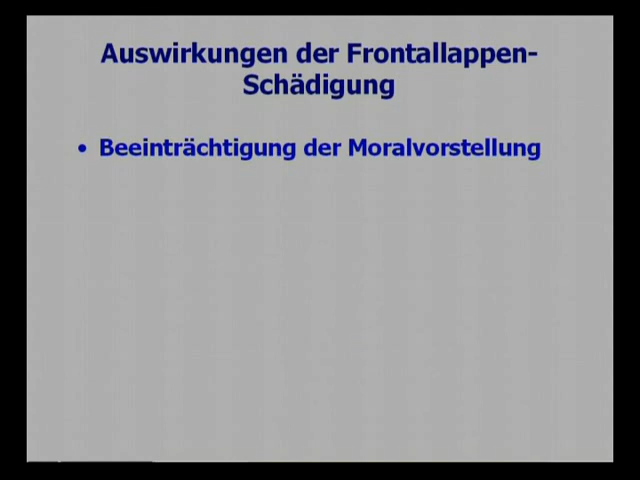 Auswirkungen der Frontallappen-
Schädigung
• Beeinträchtigung der Moralvorstellung